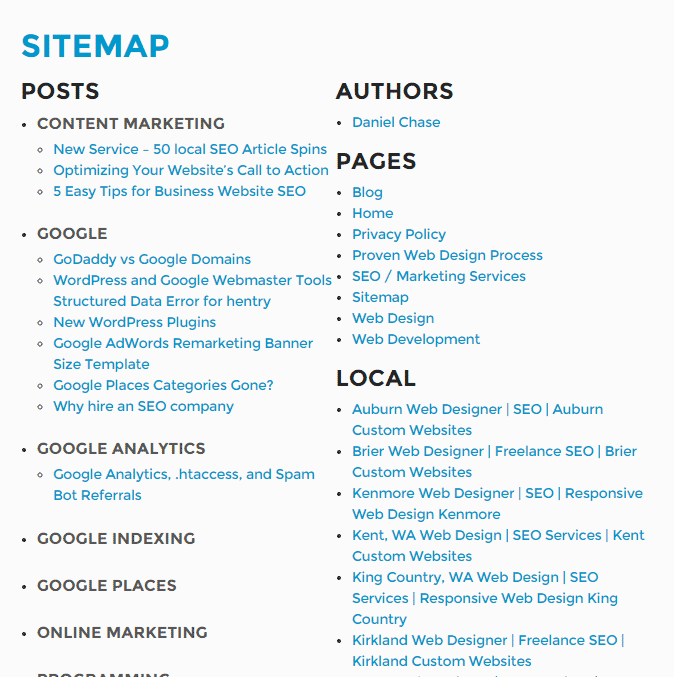 SITEMAP
POSTS
CONTENT MARKETING
New Service – 50 local SEO Article Spins
Optimizing Your Website's Call to Action
5 Easy Tips for Business Website SEO
GOOGLE
GoDaddy vs Google Domains
WordPress and Google Webmaster Tools
Structured Data Error for hentry
New WordPress Plugins
Google AdWords Remarketing Banner
Size Template
Google Places Categories Gone?
Why hire an SEO company
GOOGLE ANALYTICS
Google Analytics, .htaccess, and Spam
Bot Referrals
GOOGLE INDEXING
GOOGLE PLACES
ONLINE MARKETING
PROGRAMMING
AUTHORS
Daniel Chase
PAGES
Blog
Home
Privacy Policy
Proven Web Design Process
SEO / Marketing Services
Sitemap
Web Design
Web Development
LOCAL
Auburn Web Designer | SEO | Auburn
Custom Websites
Brier Web Designer | Freelance SEO | Brier
Custom Websites
Kenmore Web Designer | SEO | Responsive
Web Design Kenmore
Kent, WA Web Design | SEO Services | Kent
Custom Websites
King Country, WA Web Design | SEO
Services | Responsive Web Design King
Country
Kirkland Web Designer | Freelance SEO |
Kirkland Custom Websites